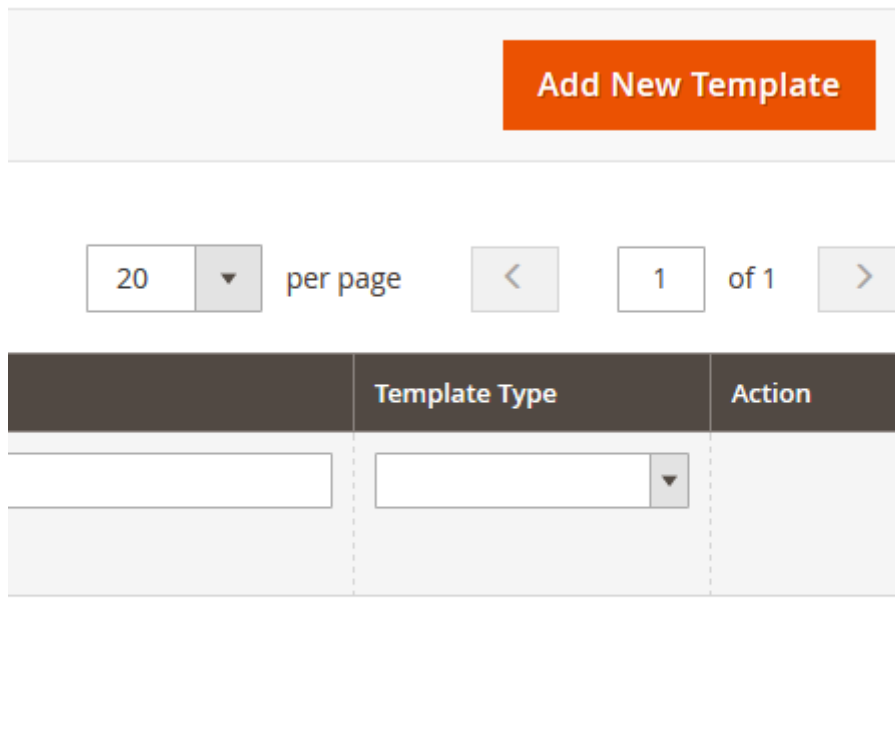 Add New Template
20 per page < 1 of 1 >
Template Type Action